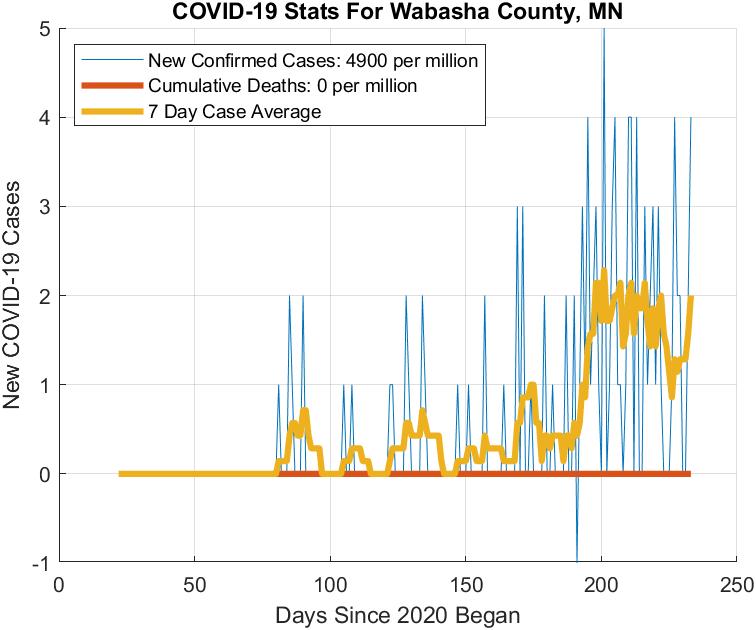 COVID-19 Stats For Wabasha County, MN
5
New Confirmed Cases: 4900 per million
Cumulative Deaths: 0 per million
7 Day Case Average
4
3
2
1
0
-1
New COVID-19 Cases
0 50 100 150 200 250
Days Since 2020 Began